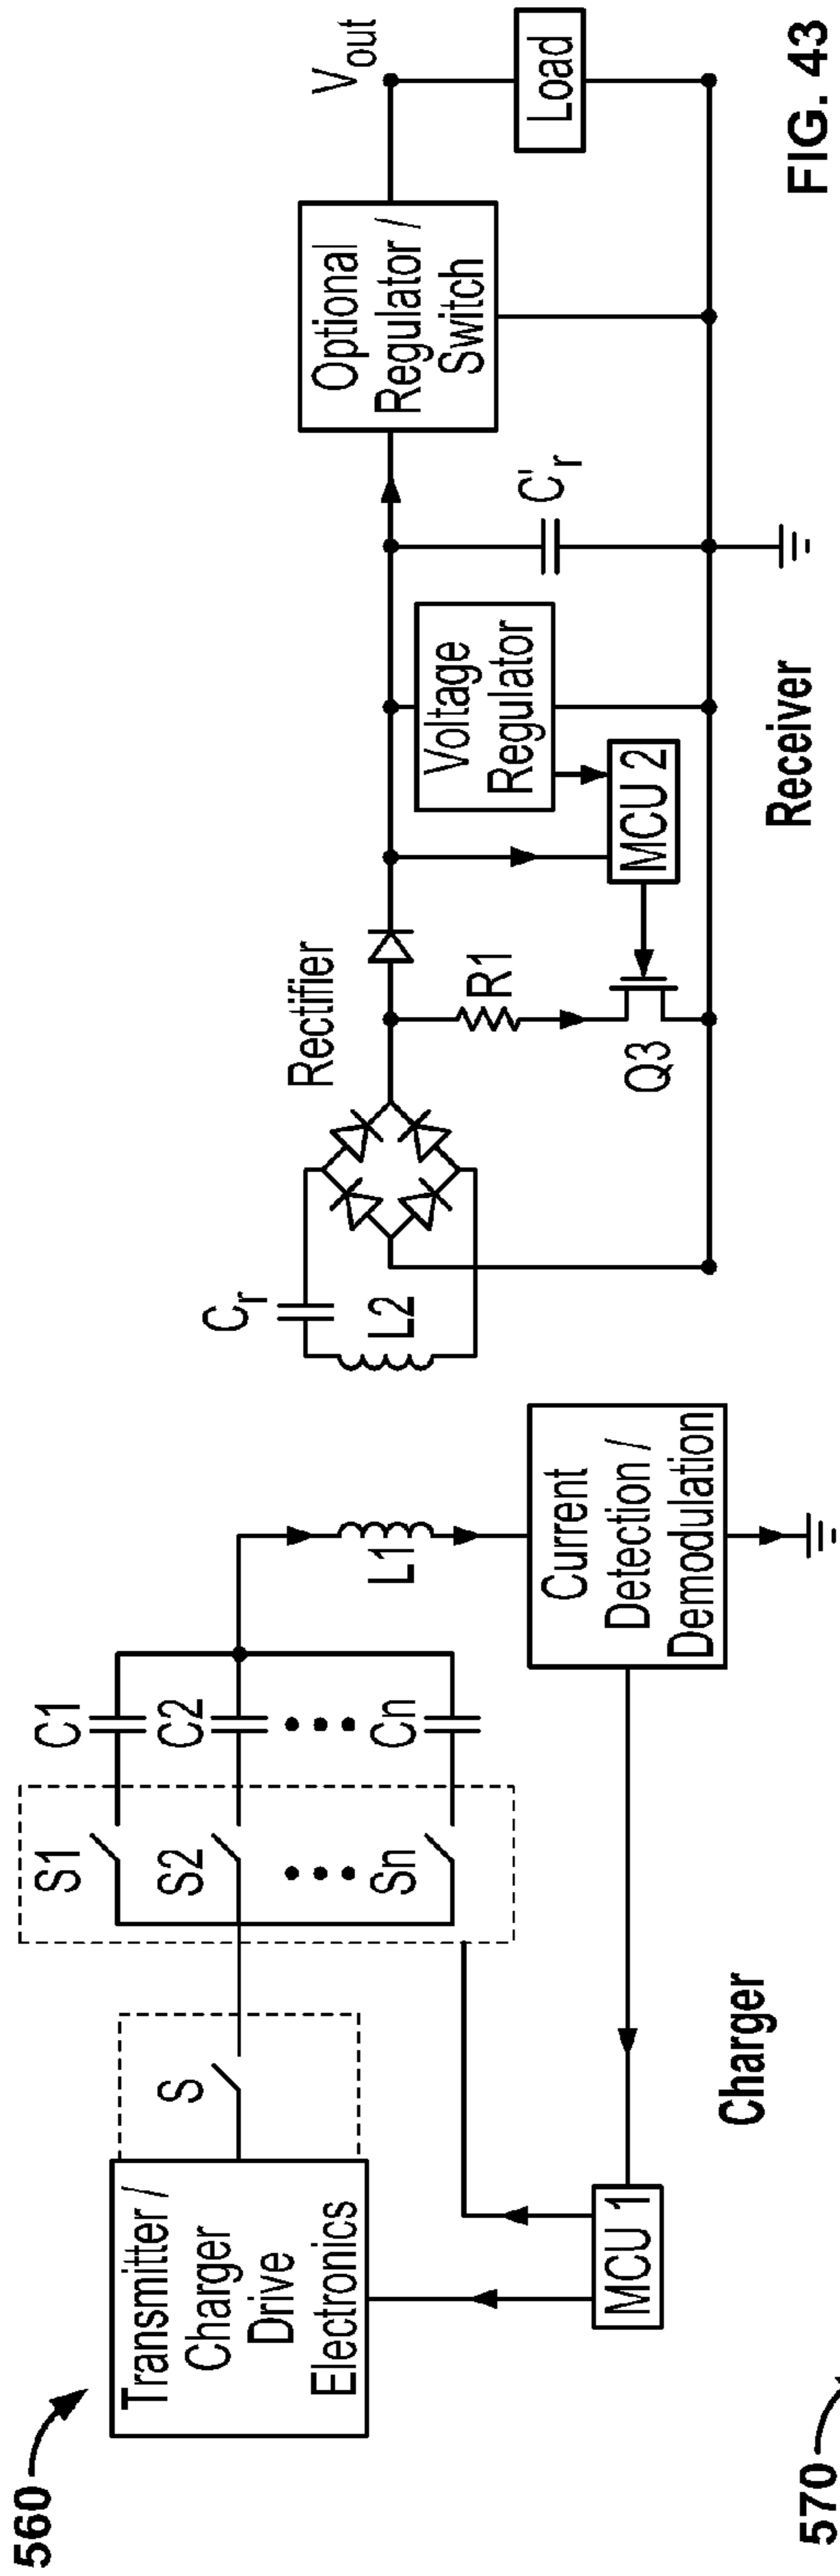 560
Transmitter /
Charger
Drive
Electronics
S
S1
S2
Sn
C1
C2
Cn
L1
Current
Detection /
Demodulation
MCU 1
Charger
Cr
L2
Rectifier
R1
Q3
MCU 2
Voltage
Regulator
C'r
Optional
Regulator /
Switch
Vout
Load
Receiver
FIG. 43
570